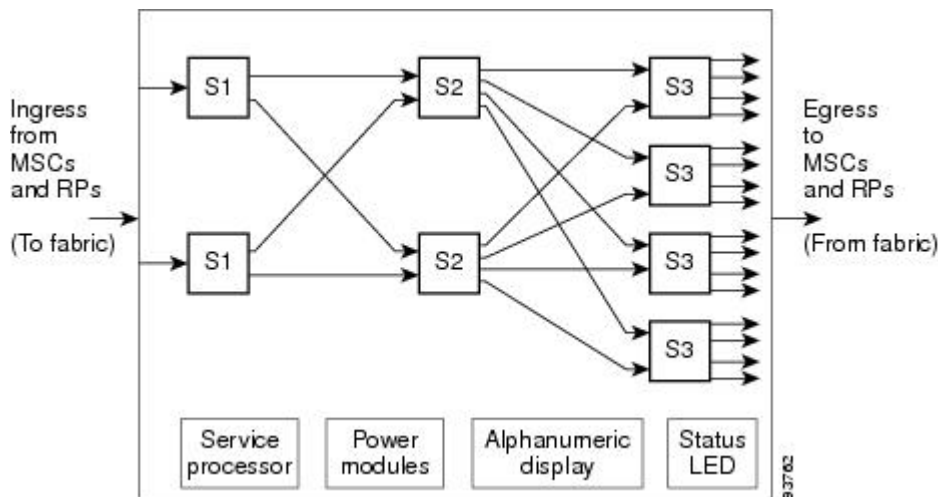 Ingress
from
MSCs
and RPs
(To fabric)
S1
S1
S2
S2
S3
S3
S3
S3
Egress
to
MSCs
and RPs
(From fabric)
Service
processor
Power
modules
Alphanumeric
display
Status
LED
93762